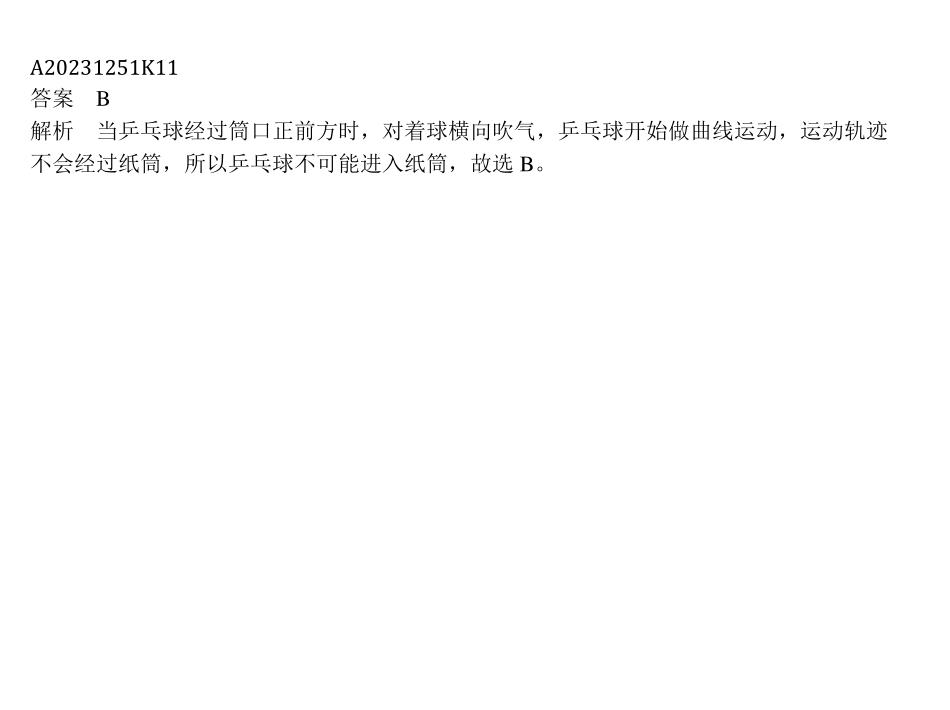 A20231251K11
答案　B
解析　当乒乓球经过筒口正前方时，对着球横向吹气，乒乓球开始做曲线运动，运动轨迹
不会经过纸筒，所以乒乓球不可能进入纸筒，故选 B。